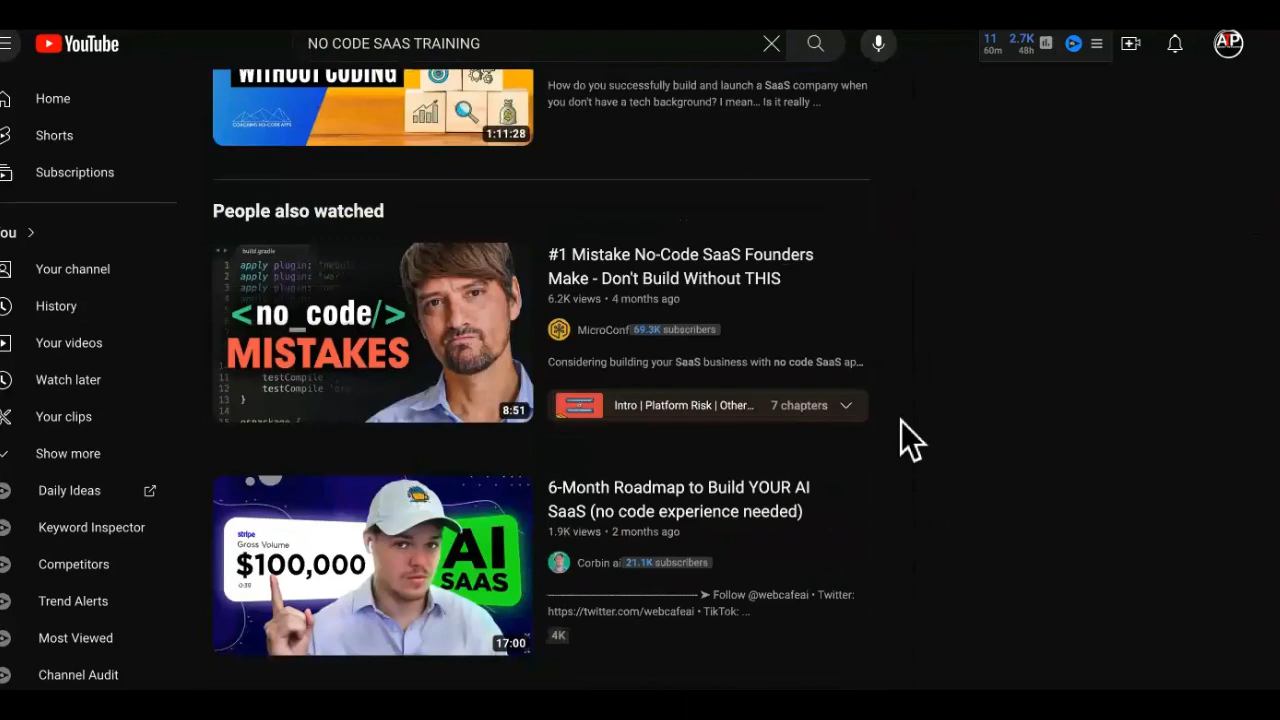 YouTube
NO CODE SAAS TRAINING
11
60m
2.7K
48h
Home
Shorts
Subscriptions
ou
Your channel
History
Your videos
Watch later
Your clips
Show more
Daily Ideas
Keyword Inspector
Competitors
Trend Alerts
Most Viewed
Channel Audit
WITHOUT CODING
COACHING NO-CODE APPS
1:11:28
How do you successfully build and launch a SaaS company when
you don't have a tech background? I mean... Is it really ...
People also watched
build.gradle
<no_code/>
MISTAKES
8:51
#1 Mistake No-Code SaaS Founders
Make - Don't Build Without THIS
6.2K views • 4 months ago
MicroConf 69.3K subscribers
Considering building your SaaS business with no code SaaS ap...
Intro | Platform Risk | Other... 7 chapters
stripe
Gross Volume
$100,000
AI
SAAS
17:00
6-Month Roadmap to Build YOUR AI
SaaS (no code experience needed)
1.9K views • 2 months ago
Corbin ai 21.1K subscribers
➤ Follow @webcafeai • Twitter:
https://twitter.com/webcafeai • TikTok: ...
4K